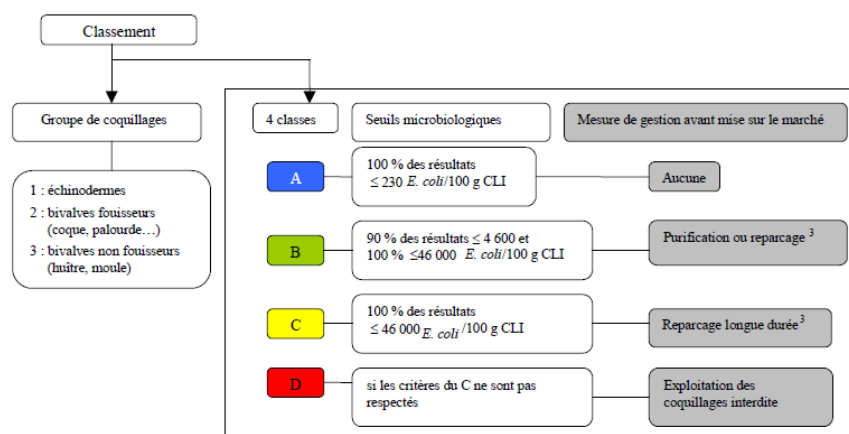 Classement
Groupe de coquillages
4 classes
Seuils microbiologiques
Mesure de gestion avant mise sur le marché
1 : échinodermes
2 : bivalves fouisseurs
(coque, palourde…)
3 : bivalves non fouisseurs
(huître, moule)
A
100 % des résultats
≤ 230 E. coli/100 g CLI
Aucune
B
90 % des résultats ≤ 4 600 et
100 % ≤46 000 E. coli/100 g CLI
Purification ou reparcage 3
C
100 % des résultats
≤ 46 000 E. coli /100 g CLI
Reparcage longue durée 3
D
si les critères du C ne sont pas
respectés
Exploitation des
coquillages interdite